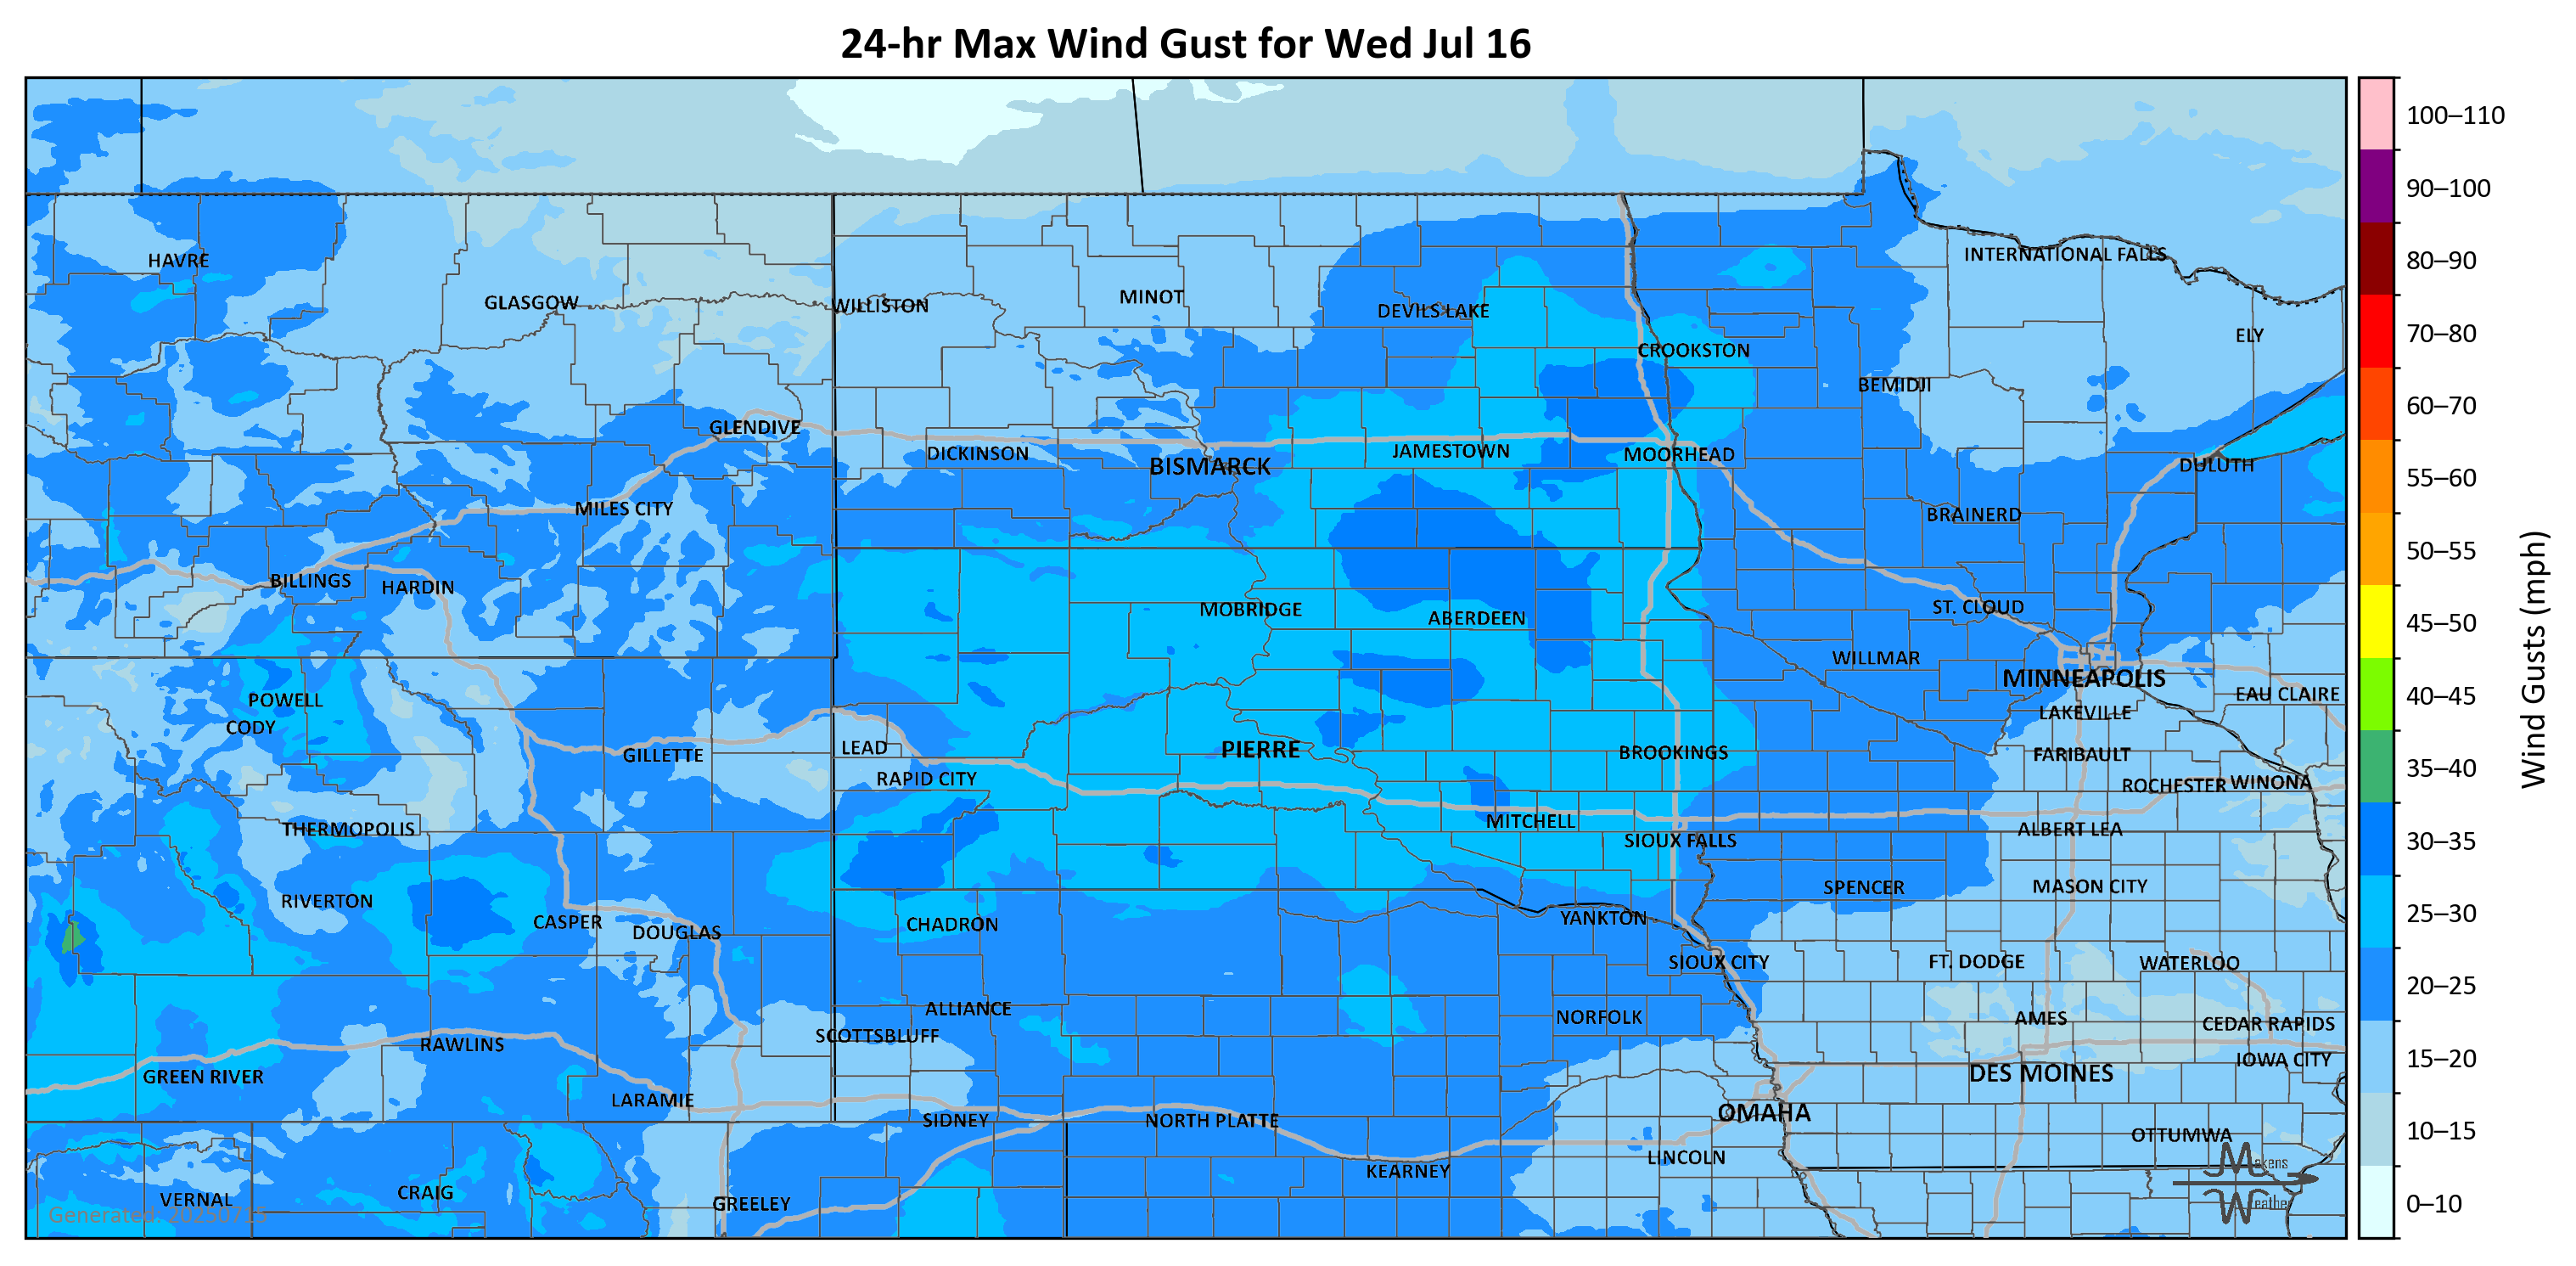 24-hr Max Wind Gust for Wed Jul 16
HAVRE
GLASGOW
WILLISTON
MINOT
DEVILS LAKE
CROOKSTON
INTERNATIONAL FALLS
ELY
BEMIDJI
GLENDIVE
DICKINSON
BISMARCK
JAMESTOWN
MOORHEAD
DULUTH
MILES CITY
BRAINERD
BILLINGS
HARDIN
MOBRIDGE
ABERDEEN
ST. CLOUD
WILLMAR
MINNEAPOLIS
EAU CLAIRE
POWELL
CODY
LAKEVILLE
GILLETTE
LEAD
PIERRE
BROOKINGS
FARIBAULT
RAPID CITY
ROCHESTER
WINONA
THERMOPOLIS
MITCHELL
SIOUX FALLS
ALBERT LEA
RIVERTON
SPENCER
MASON CITY
CASPER
DOUGLAS
CHADRON
YANKTON
SIOUX CITY
FT. DODGE
WATERLOO
ALLIANCE
SCOTTSBLUFF
NORFOLK
AMES
CEDAR RAPIDS
RAWLINS
GREEN RIVER
IOWA CITY
DES MOINES
LARAMIE
SIDNEY
NORTH PLATTE
OMAHA
OTTUMWA
LINCOLN
KEARNEY
VERNAL
CRAIG
GREELEY
Generated: 20250715
Makens
Weather
100–110
90–100
80–90
70–80
60–70
55–60
50–55
45–50
40–45
35–40
30–35
25–30
20–25
15–20
10–15
0–10
Wind Gusts (mph)